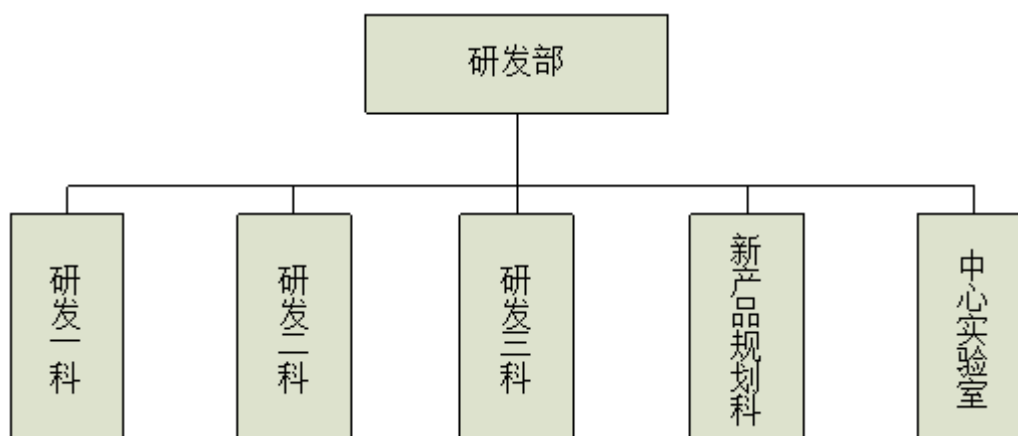 研发部
研发一科
研发二科
研发三科
新产品规划科
中心实验室